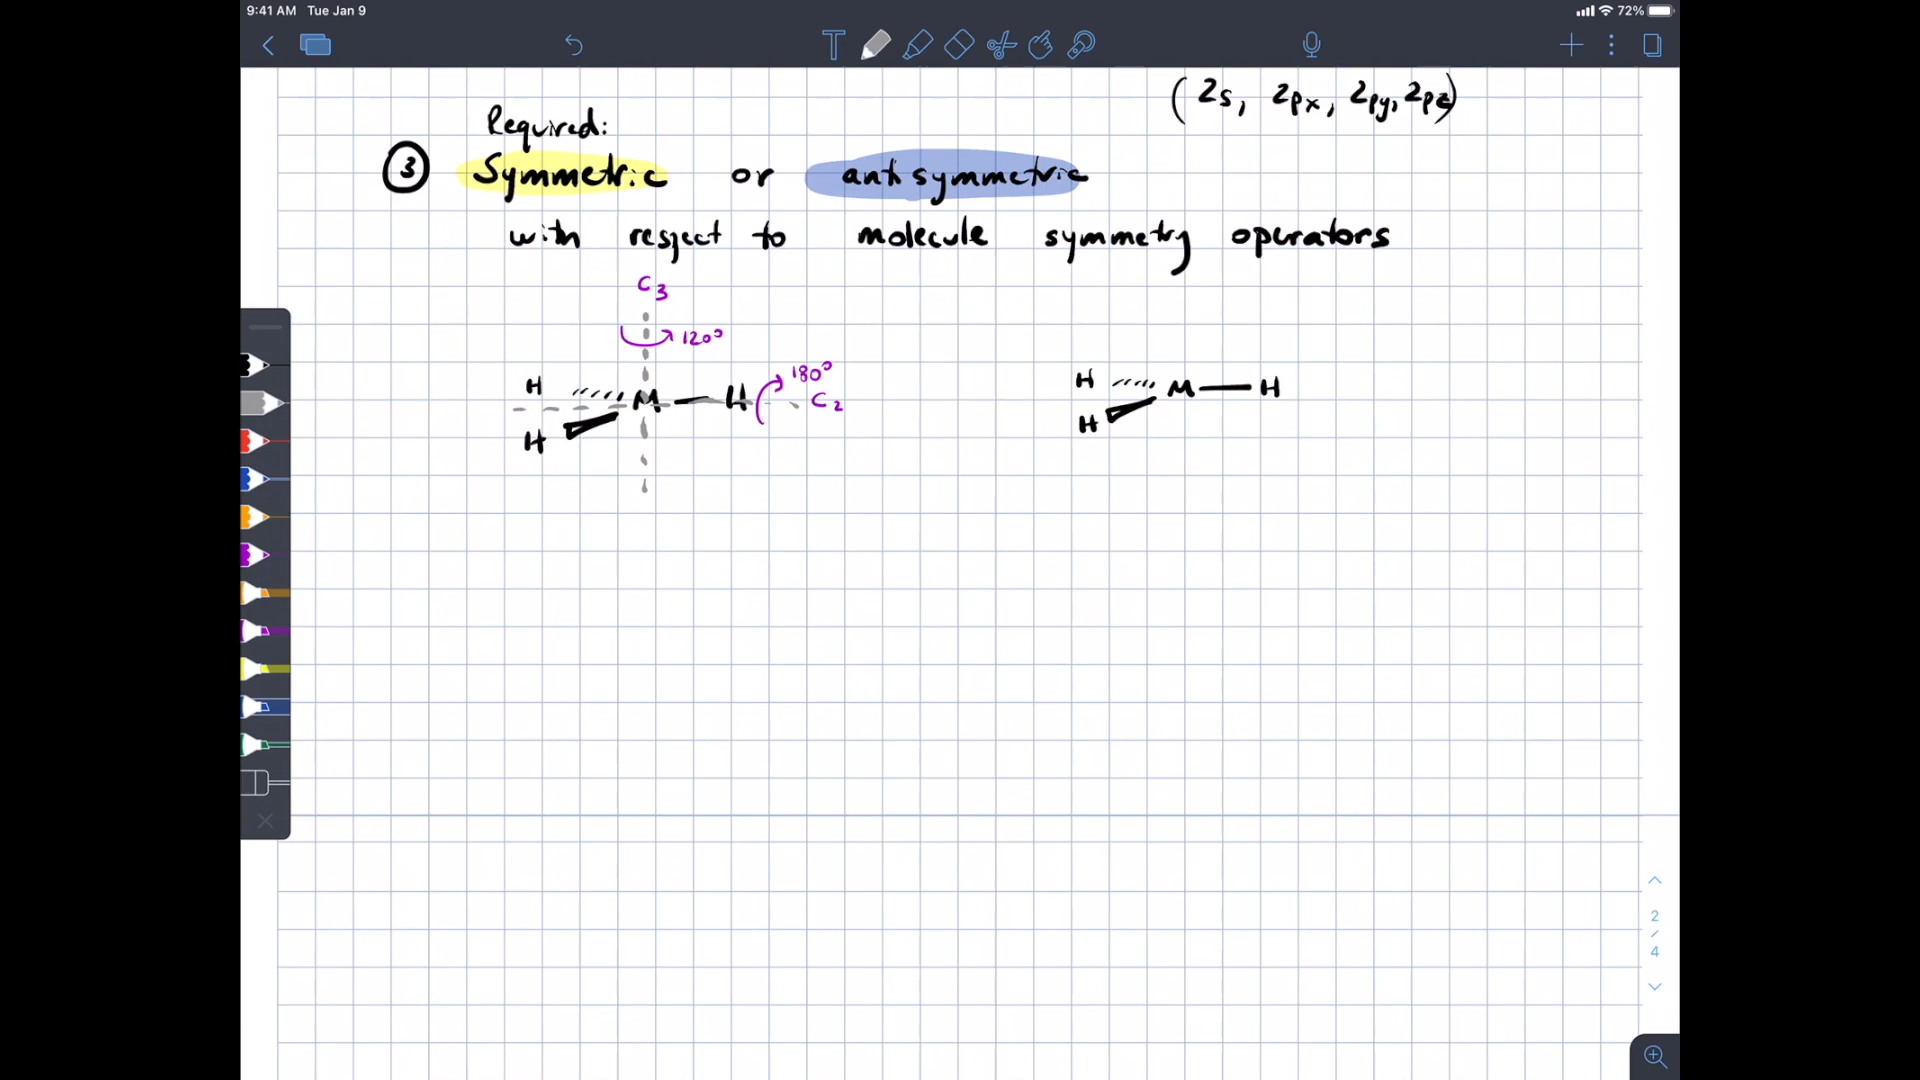 9:41 AM Tue Jan 9 72%
T
(2s, 2px, 2py, 2pz)
Required:
3 Symmetric or antisymmetric
with respect to molecule symmetry operators
C3
120°
180°
H M H C2
H
H M H
H
2
/
4